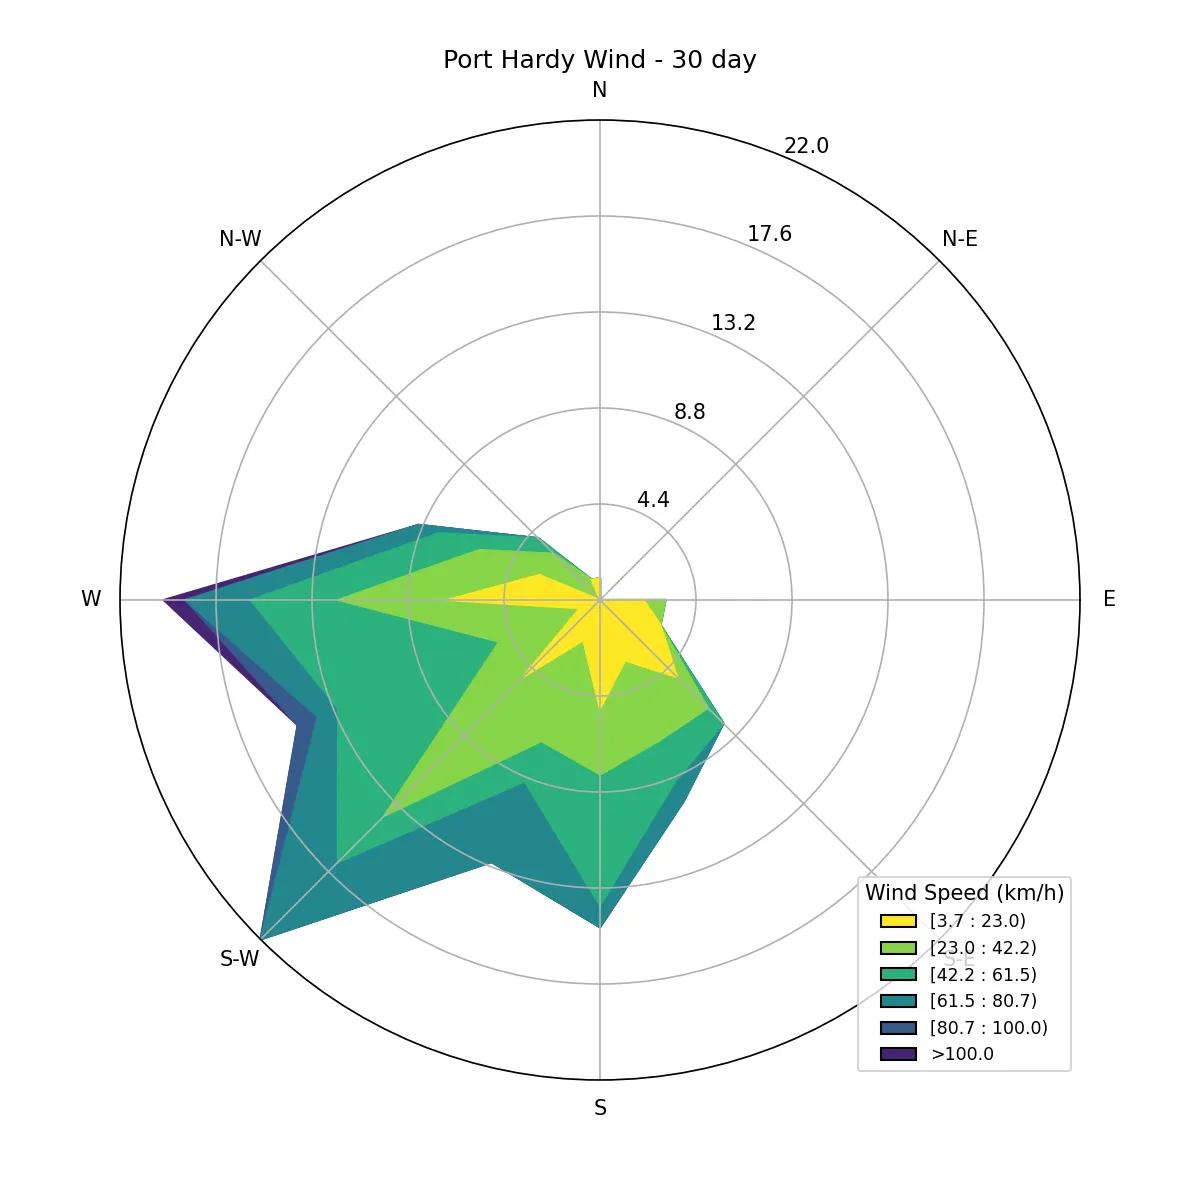 Port Hardy Wind - 30 day
N
22.0
17.6
N-W
N-E
13.2
8.8
4.4
W
E
S-W
S-E
S
Wind Speed (km/h)
[3.7 : 23.0)
[23.0 : 42.2)
[42.2 : 61.5)
[61.5 : 80.7)
[80.7 : 100.0)
>100.0